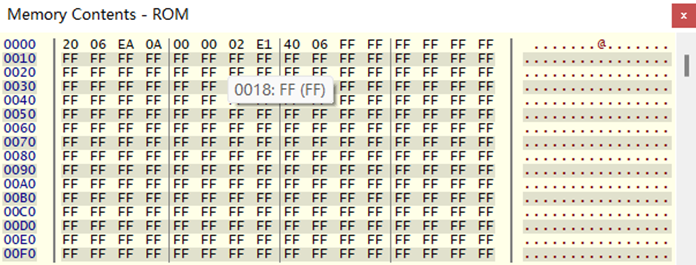 Memory Contents - ROM
x
0000 20 06 EA 0A 00 00 02 E1 40 06 FF FF FF FF FF FF .......@.......
0010 FF FF FF FF FF FF FF FF FF FF FF FF FF FF FF FF ................
0020 FF FF FF FF FF FF FF FF FF FF FF FF FF FF ................
0030 FF FF FF FF FF FF FF FF FF FF ................
0018: FF (FF)
0040 FF FF FF FF FF FF FF FF FF FF FF FF FF FF FF FF ................
0050 FF FF FF FF FF FF FF FF FF FF FF FF FF FF FF FF ................
0060 FF FF FF FF FF FF FF FF FF FF FF FF FF FF FF FF ................
0070 FF FF FF FF FF FF FF FF FF FF FF FF FF FF FF FF ................
0080 FF FF FF FF FF FF FF FF FF FF FF FF FF FF FF FF ................
0090 FF FF FF FF FF FF FF FF FF FF FF FF FF FF FF FF ................
00A0 FF FF FF FF FF FF FF FF FF FF FF FF FF FF FF FF ................
00B0 FF FF FF FF FF FF FF FF FF FF FF FF FF FF FF FF ................
00C0 FF FF FF FF FF FF FF FF FF FF FF FF FF FF FF FF ................
00D0 FF FF FF FF FF FF FF FF FF FF FF FF FF FF FF FF ................
00E0 FF FF FF FF FF FF FF FF FF FF FF FF FF FF FF FF ................
00F0 FF FF FF FF FF FF FF FF FF FF FF FF FF FF FF FF ................